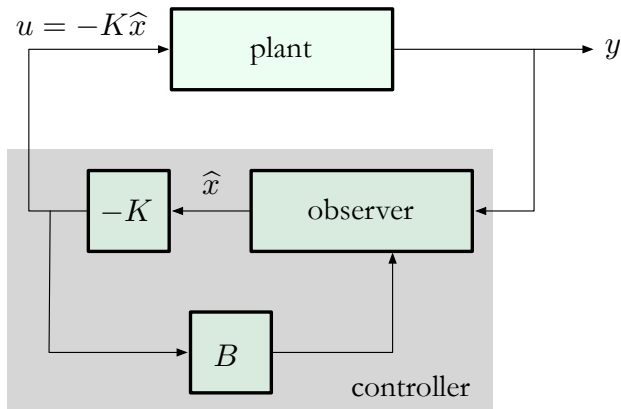 u = −Kx̂
plant
y
−K
x̂
observer
B
controller